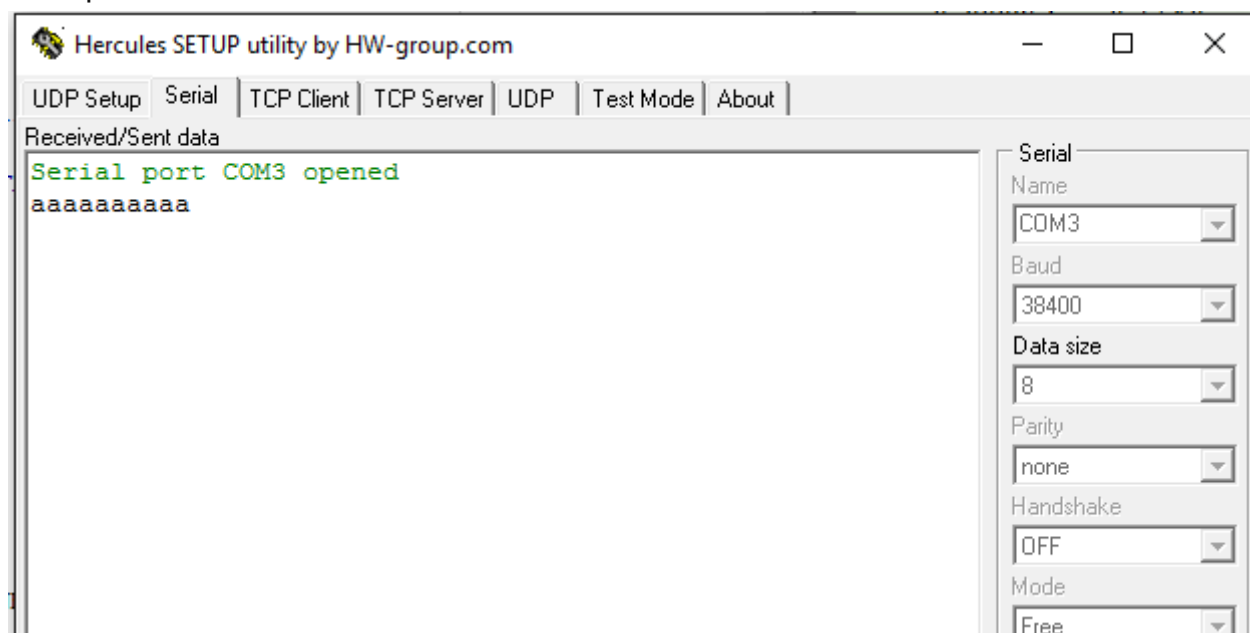 Hercules SETUP utility by HW-group.com
UDP Setup Serial TCP Client TCP Server UDP Test Mode About
Received/Sent data
Serial port COM3 opened
aaaaaaaaaa
Serial
Name
COM3
Baud
38400
Data size
8
Parity
none
Handshake
OFF
Mode
Free